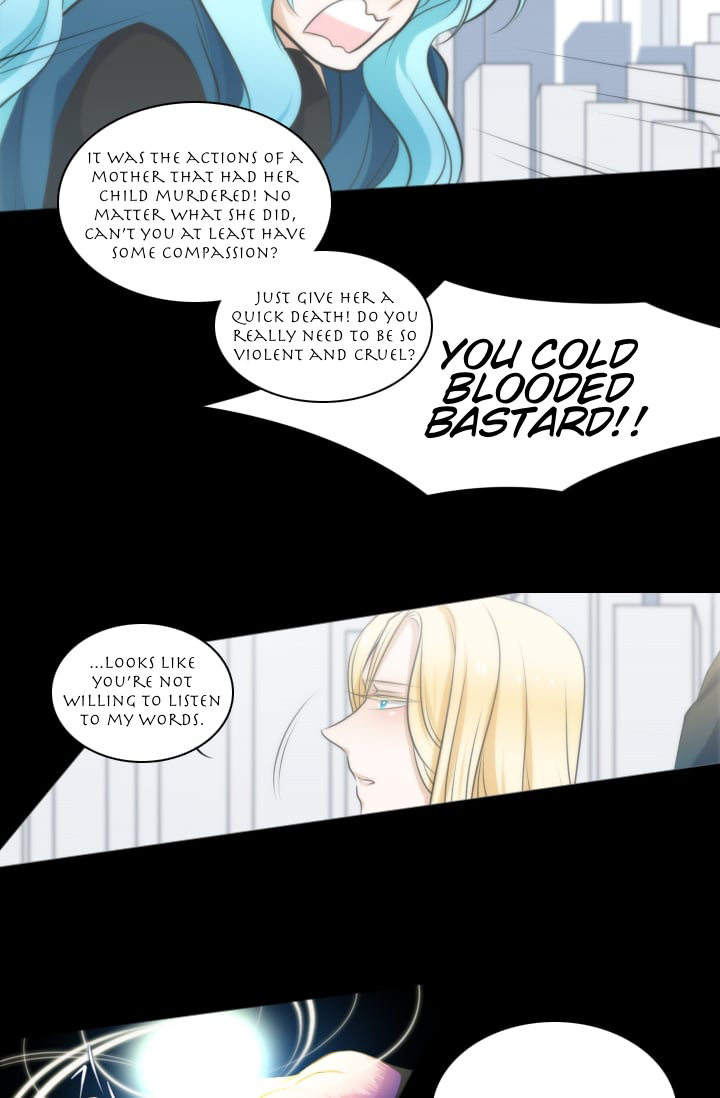 IT WAS THE ACTIONS OF A
MOTHER THAT HAD HER
CHILD MURDERED! NO
MATTER WHAT SHE DID,
CAN'T YOU AT LEAST HAVE
SOME COMPASSION?
JUST GIVE HER A
QUICK DEATH! DO YOU
REALLY NEED TO BE SO
VIOLENT AND CRUEL?
YOU COLD
BLOODED
BASTARD!!
...LOOKS LIKE
YOU'RE NOT
WILLING TO LISTEN
TO MY WORDS.